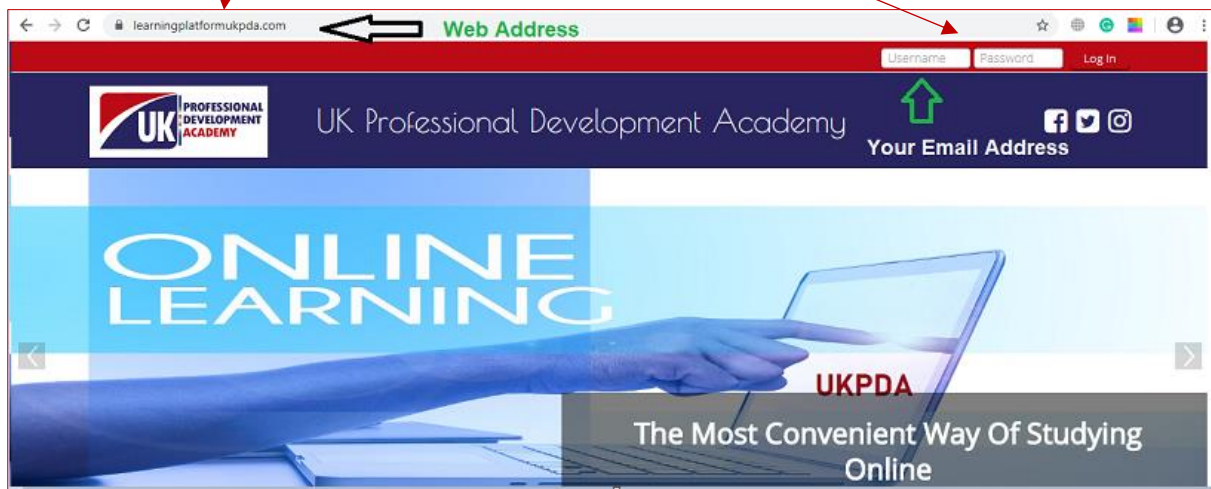 learningplatformukpda.com
Web Address
Username Password Log In
UK PROFESSIONAL
DEVELOPMENT
ACADEMY
UK Professional Development Academy
Your Email Address
ONLINE
LEARNING
UKPDA
The Most Convenient Way Of Studying
Online